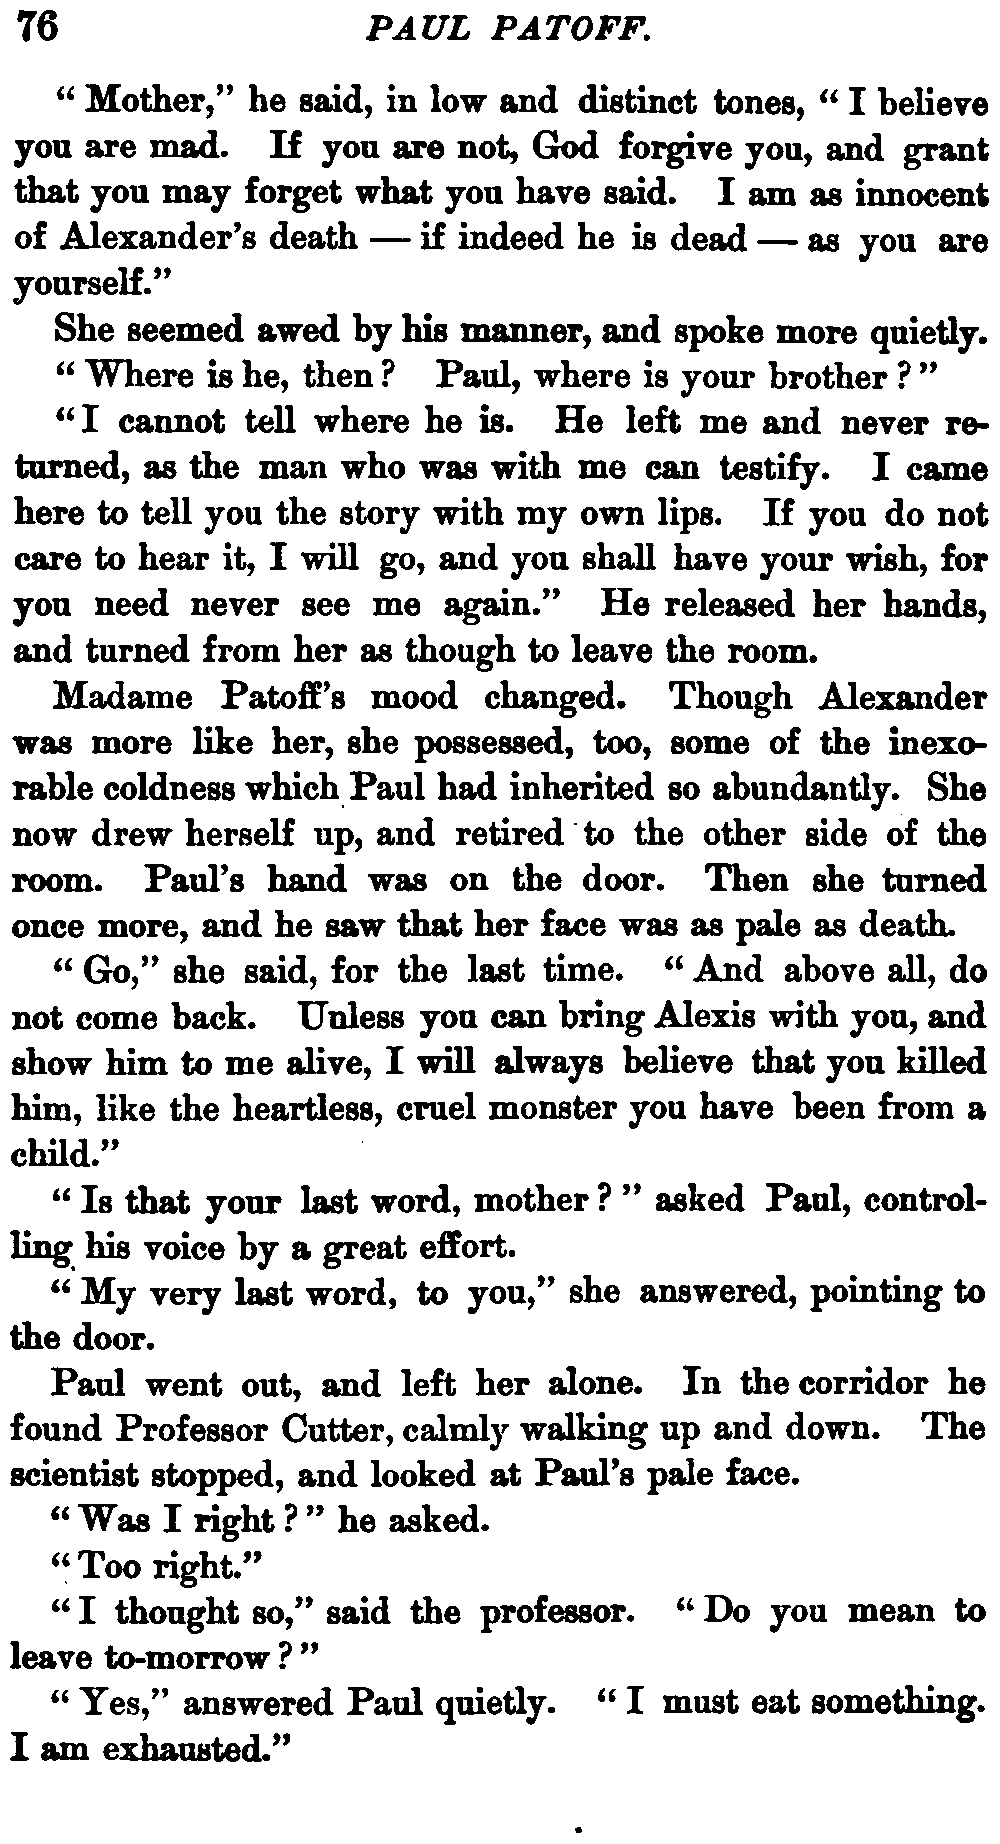 76 PAUL PATOFF.
“ Mother,” he said, in low and distinct tones, “ I believe
you are mad. If you are not, God forgive you, and grant
that you may forget what you have said. I am as innocent
of Alexander’s death — if indeed he is dead — as you are
yourself.”
She seemed awed by his manner, and spoke more quietly.
“ Where is he, then ? Paul, where is your brother ? ”
“ I cannot tell where he is. He left me and never re-
turned, as the man who was with me can testify. I came
here to tell you the story with my own lips. If you do not
care to hear it, I will go, and you shall have your wish, for
you need never see me again.” He released her hands,
and turned from her as though to leave the room.
Madame Patoff’s mood changed. Though Alexander
was more like her, she possessed, too, some of the inexo-
rable coldness which Paul had inherited so abundantly. She
now drew herself up, and retired to the other side of the
room. Paul’s hand was on the door. Then she turned
once more, and he saw that her face was as pale as death.
“ Go,” she said, for the last time. “ And above all, do
not come back. Unless you can bring Alexis with you, and
show him to me alive, I will always believe that you killed
him, like the heartless, cruel monster you have been from a
child.”
“ Is that your last word, mother ? ” asked Paul, control-
ling his voice by a great effort.
“ My very last word, to you,” she answered, pointing to
the door.
Paul went out, and left her alone. In the corridor he
found Professor Cutter, calmly walking up and down. The
scientist stopped, and looked at Paul’s pale face.
“ Was I right ? ” he asked.
“ Too right.”
“ I thought so,” said the professor. “ Do you mean to
leave to-morrow ? ”
“ Yes,” answered Paul quietly. “ I must eat something.
I am exhausted.”